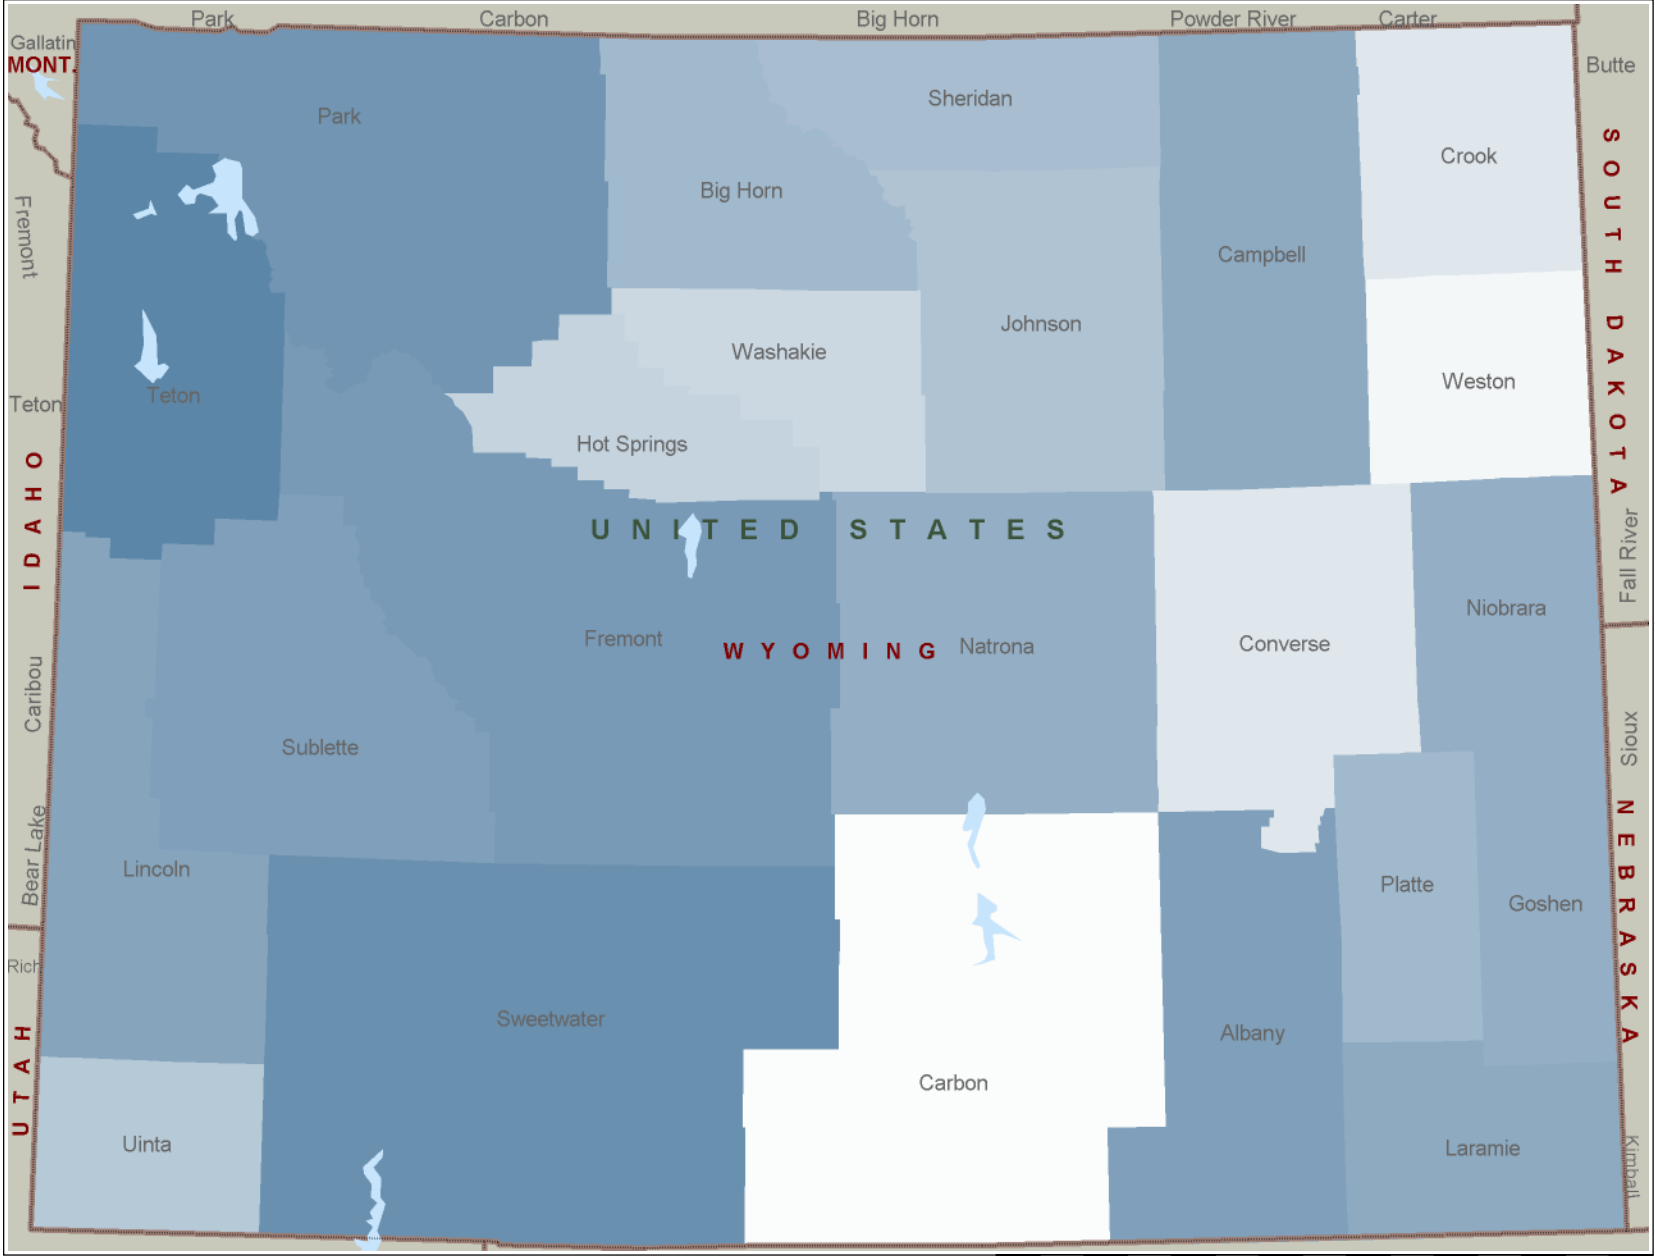 Park
Carbon
Big Horn
Powder River
Carter
Gallatin
MONT.
Butte
Park
Sheridan
Crook
Big Horn
SOUTH DAKOTA
Fremont
Campbell
Johnson
Washakie
Weston
Teton
Teton
Hot Springs
IDAHO
UNITED STATES
Fall River
Niobrara
Fremont
WYOMING
Natrona
Converse
Caribou
Sublette
Sioux
Bear Lake
Lincoln
NEBRASKA
Platte
Goshen
Rich
Sweetwater
Albany
UTAH
Carbon
Uinta
Laramie
Kimball